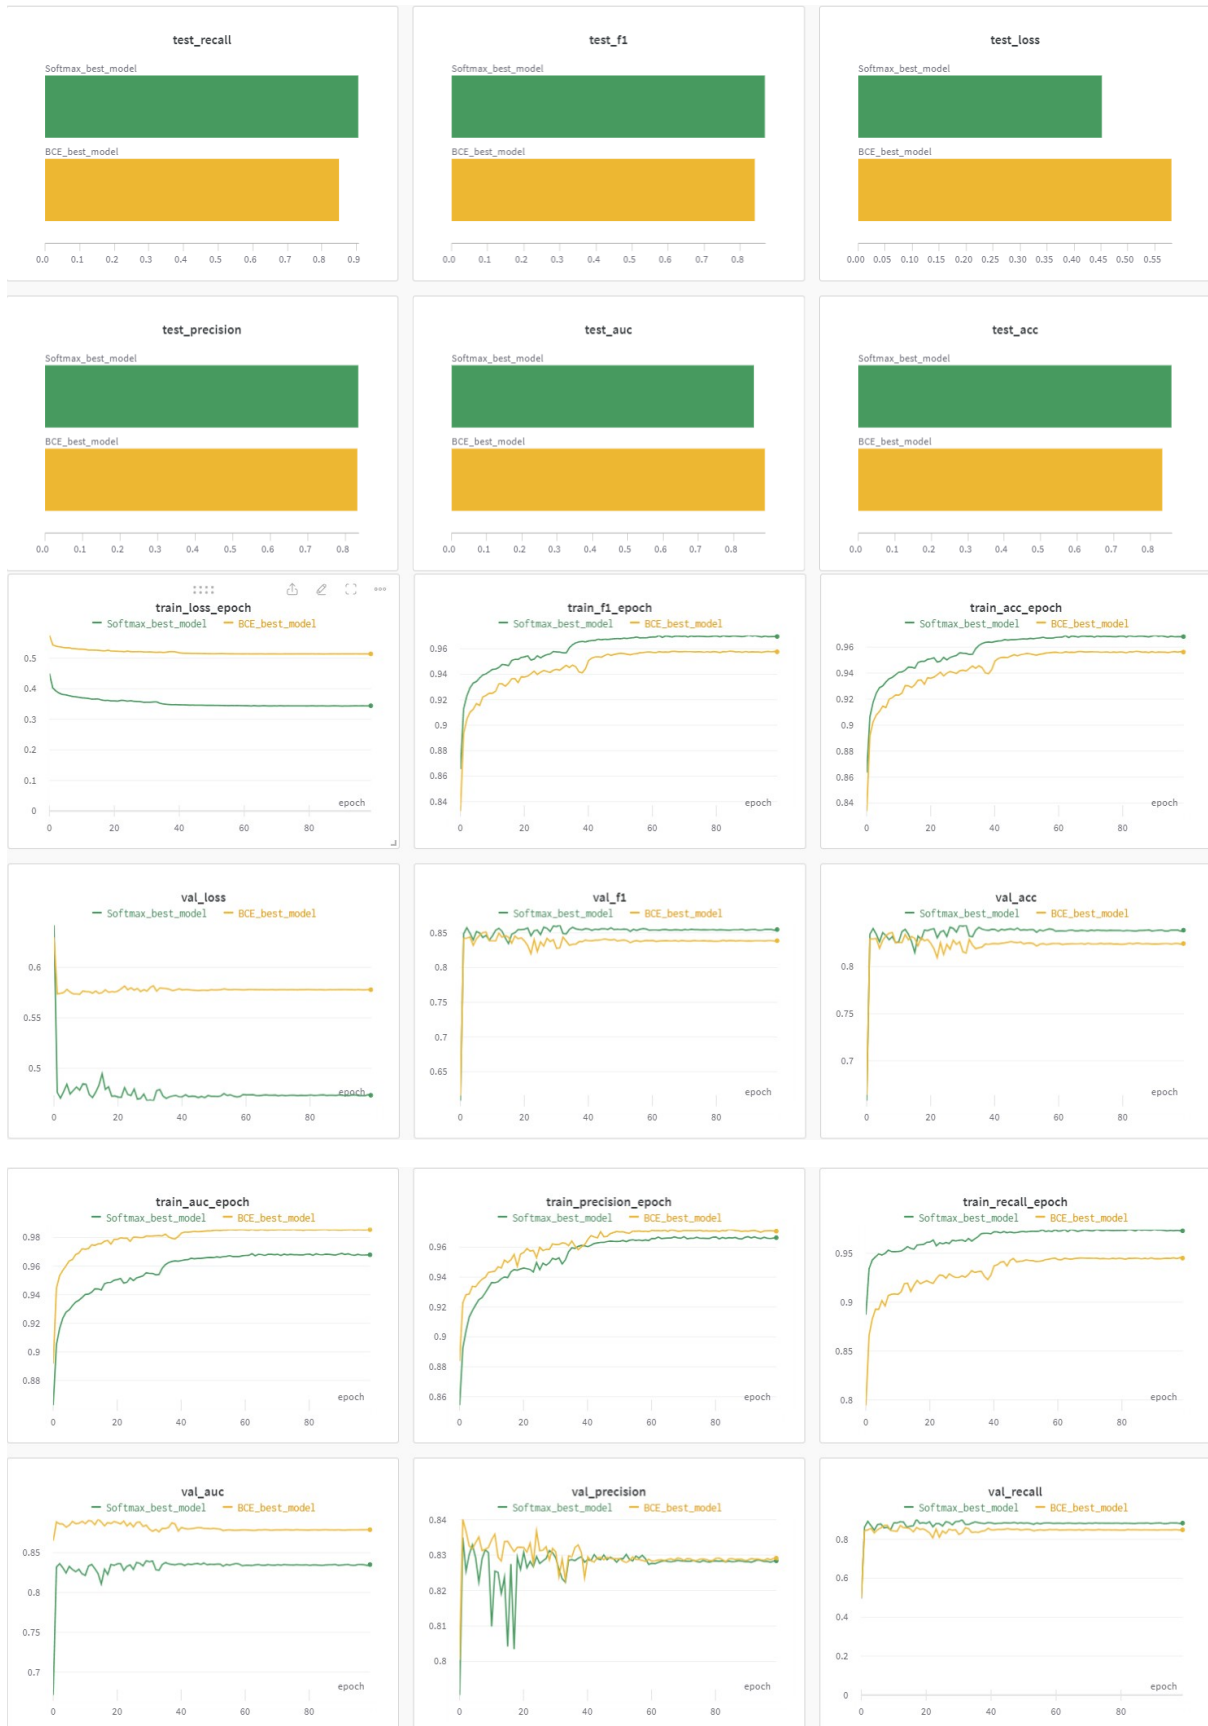 test_recall
Softmax_best_model
BCE_best_model
0.0 0.1 0.2 0.3 0.4 0.5 0.6 0.7 0.8 0.9
test_f1
Softmax_best_model
BCE_best_model
0.0 0.1 0.2 0.3 0.4 0.5 0.6 0.7 0.8
test_loss
Softmax_best_model
BCE_best_model
0.00 0.05 0.10 0.15 0.20 0.25 0.30 0.35 0.40 0.45 0.50 0.55
test_precision
Softmax_best_model
BCE_best_model
0.0 0.1 0.2 0.3 0.4 0.5 0.6 0.7 0.8
test_auc
Softmax_best_model
BCE_best_model
0.0 0.1 0.2 0.3 0.4 0.5 0.6 0.7 0.8
test_acc
Softmax_best_model
BCE_best_model
0.0 0.1 0.2 0.3 0.4 0.5 0.6 0.7 0.8
train_loss_epoch
Softmax_best_model BCE_best_model
0.5
0.4
0.3
0.2
0.1
0
epoch
0 20 40 60 80
train_f1_epoch
Softmax_best_model BCE_best_model
0.96
0.94
0.92
0.9
0.88
0.86
0.84
epoch
0 20 40 60 80
train_acc_epoch
Softmax_best_model BCE_best_model
0.96
0.94
0.92
0.9
0.88
0.86
0.84
epoch
0 20 40 60 80
val_loss
Softmax_best_model BCE_best_model
0.6
0.55
0.5
epoch
0 20 40 60 80
val_f1
Softmax_best_model BCE_best_model
0.85
0.8
0.75
0.7
0.65
epoch
0 20 40 60 80
val_acc
Softmax_best_model BCE_best_model
0.8
0.75
0.7
epoch
0 20 40 60 80
train_auc_epoch
Softmax_best_model BCE_best_model
0.98
0.96
0.94
0.92
0.9
0.88
epoch
0 20 40 60 80
train_precision_epoch
Softmax_best_model BCE_best_model
0.96
0.94
0.92
0.9
0.88
0.86
epoch
0 20 40 60 80
train_recall_epoch
Softmax_best_model BCE_best_model
0.95
0.9
0.85
0.8
epoch
0 20 40 60 80
val_auc
Softmax_best_model BCE_best_model
0.85
0.8
0.75
0.7
epoch
0 20 40 60 80
val_precision
Softmax_best_model BCE_best_model
0.84
0.83
0.82
0.81
0.8
epoch
0 20 40 60 80
val_recall
Softmax_best_model BCE_best_model
0.8
0.6
0.4
0.2
0
epoch
0 20 40 60 80